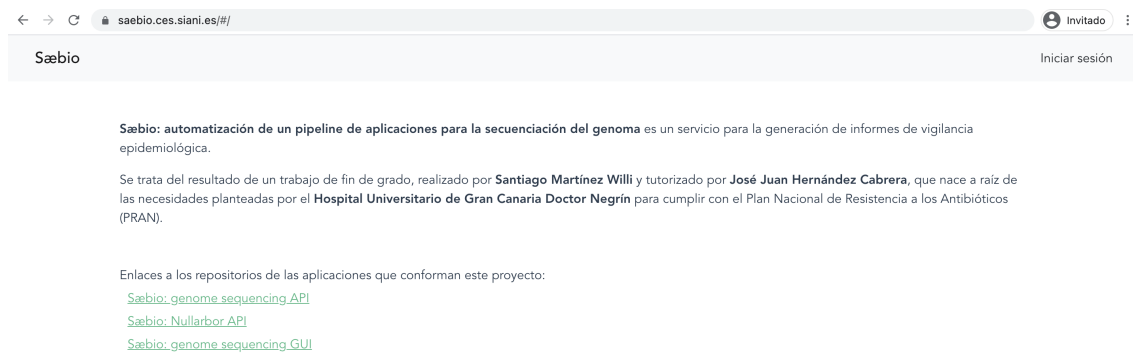 saebio.ces.siani.es/#/
Invitado
Sæbio
Iniciar sesión
Sæbio: automatización de un pipeline de aplicaciones para la secuenciación del genoma es un servicio para la generación de informes de vigilancia
epidemiológica.
Se trata del resultado de un trabajo de fin de grado, realizado por Santiago Martínez Willi y tutorizado por José Juan Hernández Cabrera, que nace a raíz de
las necesidades planteadas por el Hospital Universitario de Gran Canaria Doctor Negrín para cumplir con el Plan Nacional de Resistencia a los Antibióticos
(PRAN).
Enlaces a los repositorios de las aplicaciones que conforman este proyecto:
Sæbio: genome sequencing API
Sæbio: Nullarbor API
Sæbio: genome sequencing GUI